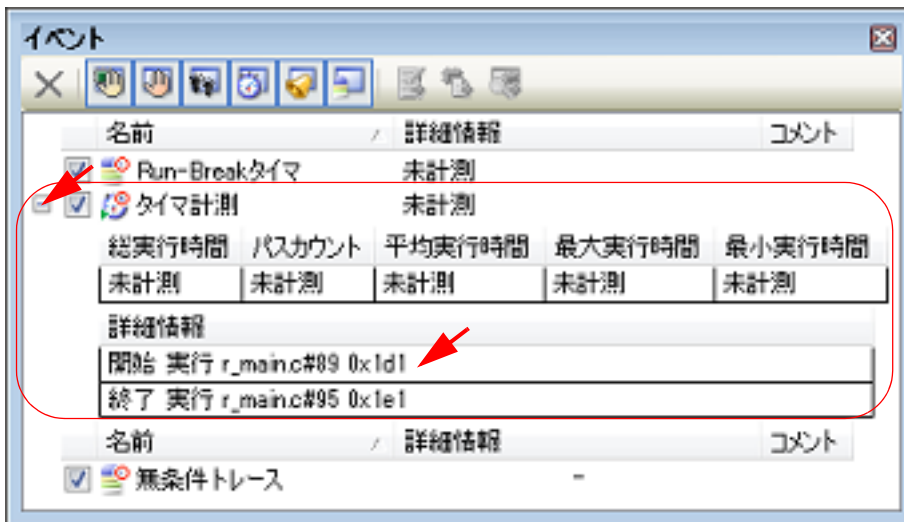 イベント
名前 詳細情報 コメント
Run-Breakタイマ 未計測
タイマ計測 未計測
総実行時間 パスカウント 平均実行時間 最大実行時間 最小実行時間
未計測 未計測 未計測 未計測 未計測
詳細情報
開始 実行 r_main.c#89 0x1d1
終了 実行 r_main.c#95 0x1e1
名前 詳細情報 コメント
無条件トレース -